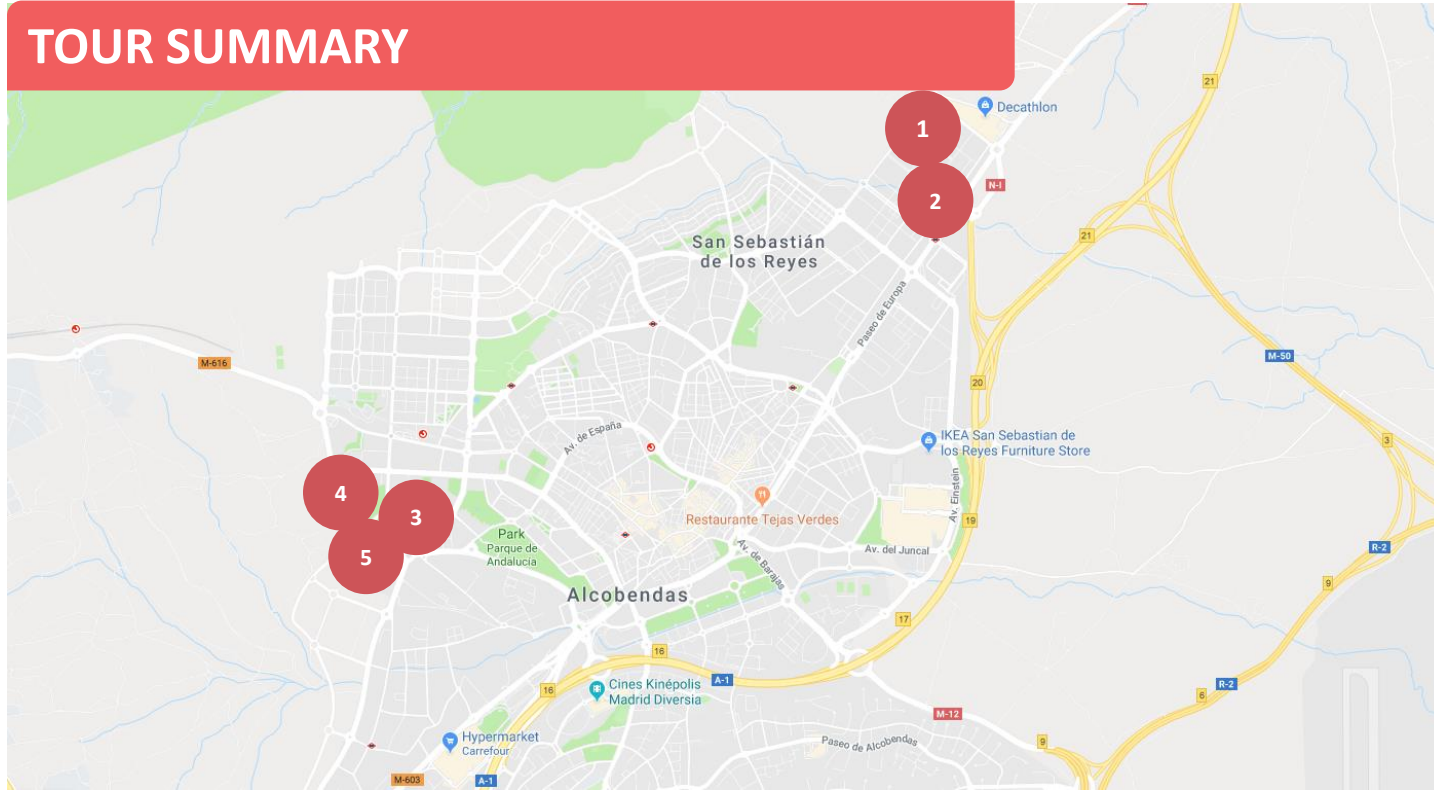 TOUR SUMMARY
Decathlon
21
1
N-I
2
San Sebastián
de los Reyes
21
Paseo de Europa
M-616
M-50
20
Av. de España
IKEA San Sebastian de
los Reyes Furniture Store
3
4
3
Restaurante Tejas Verdes
Av. Einstein
19
Park
Parque de
Andalucía
5
Av. de Barajas
Av. del Juncal
R-2
9
Alcobendas
17
16
A-1
Cines Kinépolis
Madrid Diversia
16
R-2
6
M-12
Hypermarket
Carrefour
Paseo de Alcobendas
9
M-603
A-1